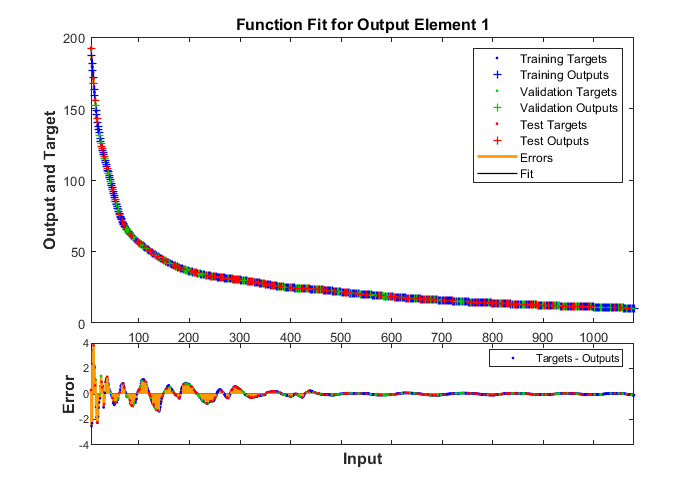 Function Fit for Output Element 1
Output and Target
200
150
100
50
0
Training Targets
Training Outputs
Validation Targets
Validation Outputs
Test Targets
Test Outputs
Errors
Fit
100 200 300 400 500 600 700 800 900 1000
Error
4
2
0
-2
-4
Targets - Outputs
Input